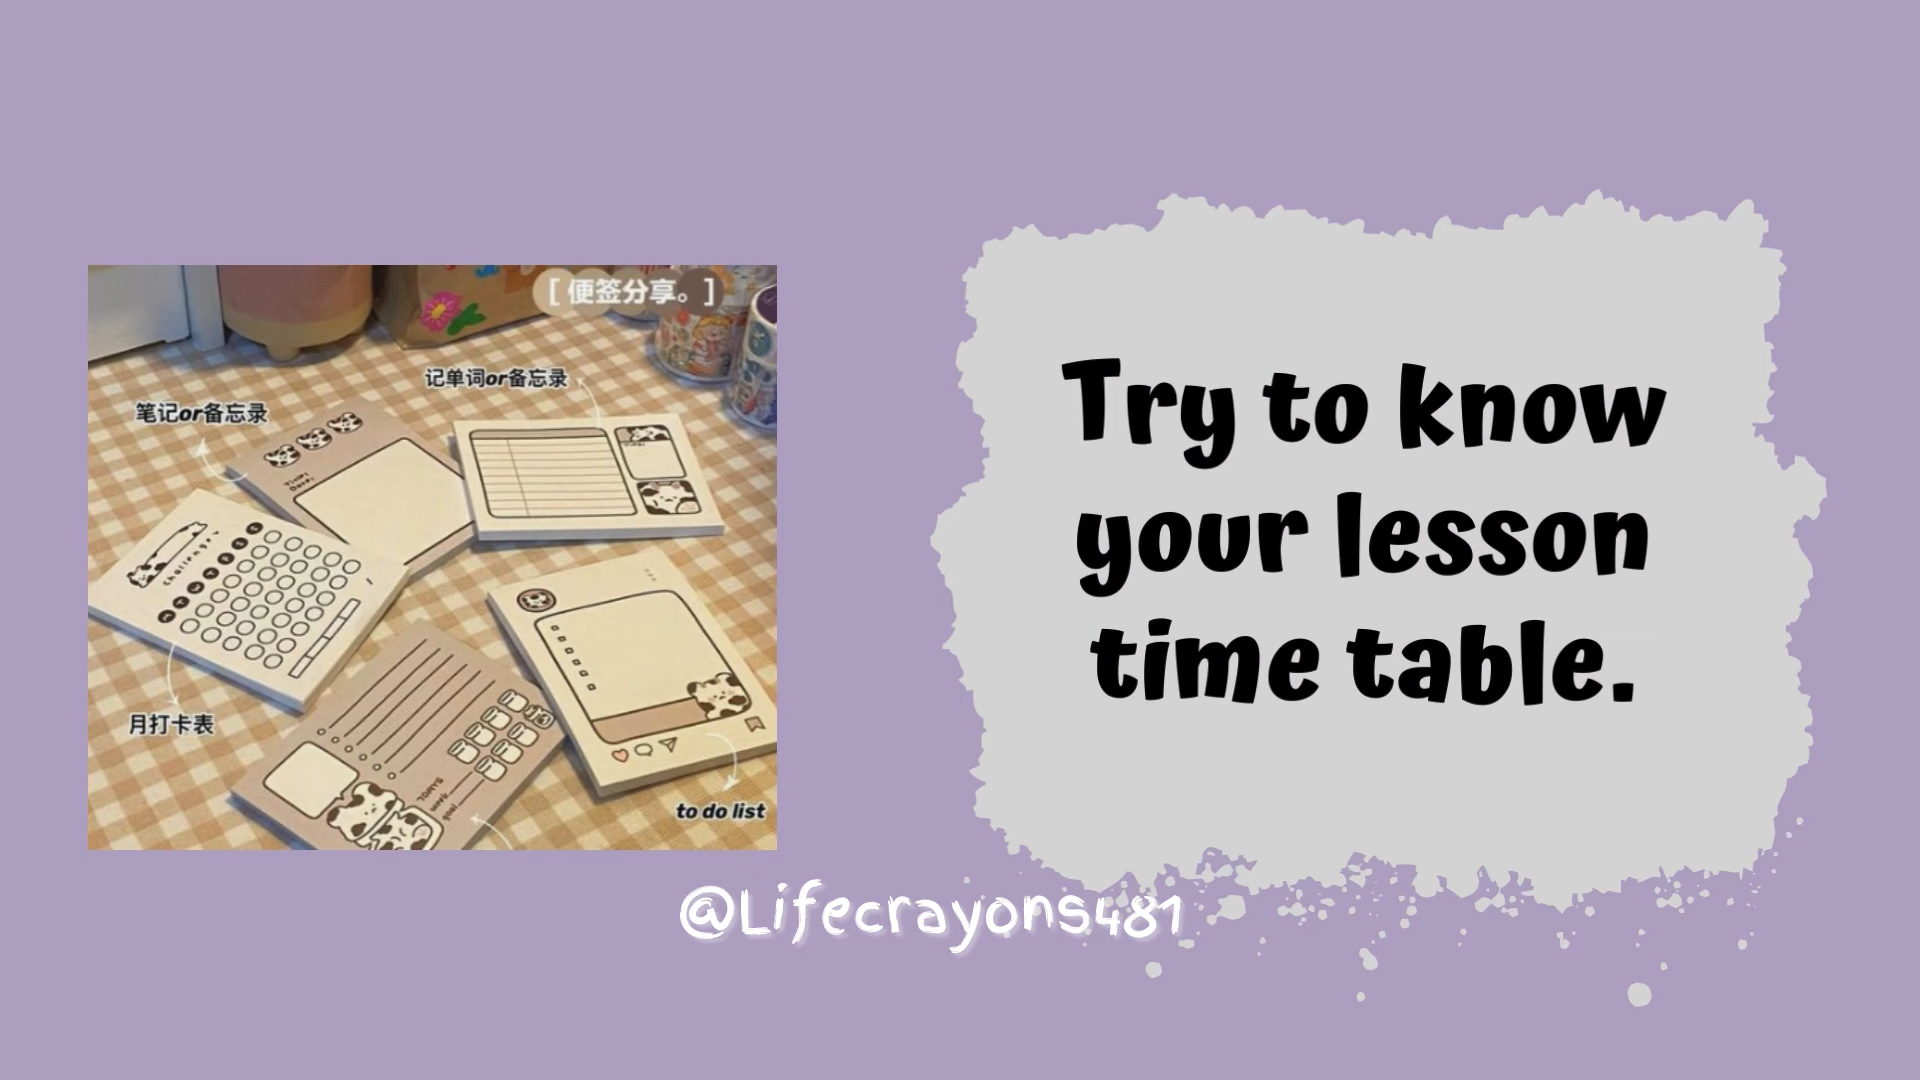 [ 便签分享。]
记单词or备忘录
笔记or备忘录
Challenge
月打卡表
to do list
Try to know
your lesson
time table.
@Lifecrayons481